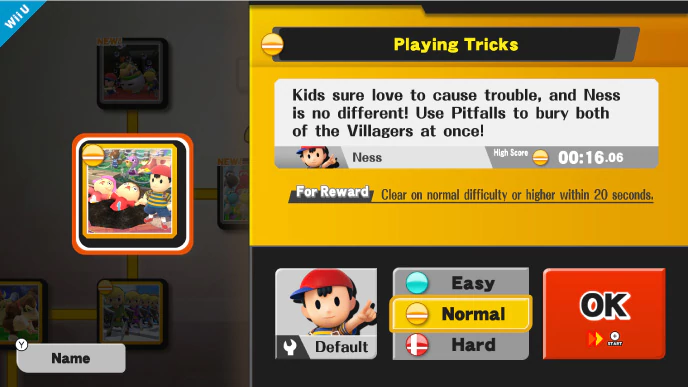 Wii U
NEW
Playing Tricks
Kids sure love to cause trouble, and Ness
is no different! Use Pitfalls to bury both
of the Villagers at once!
Ness
High Score
00:16.06
For Reward
Clear on normal difficulty or higher within 20 seconds.
NEW
Default
Easy
Normal
Hard
OK
START
Y
Name